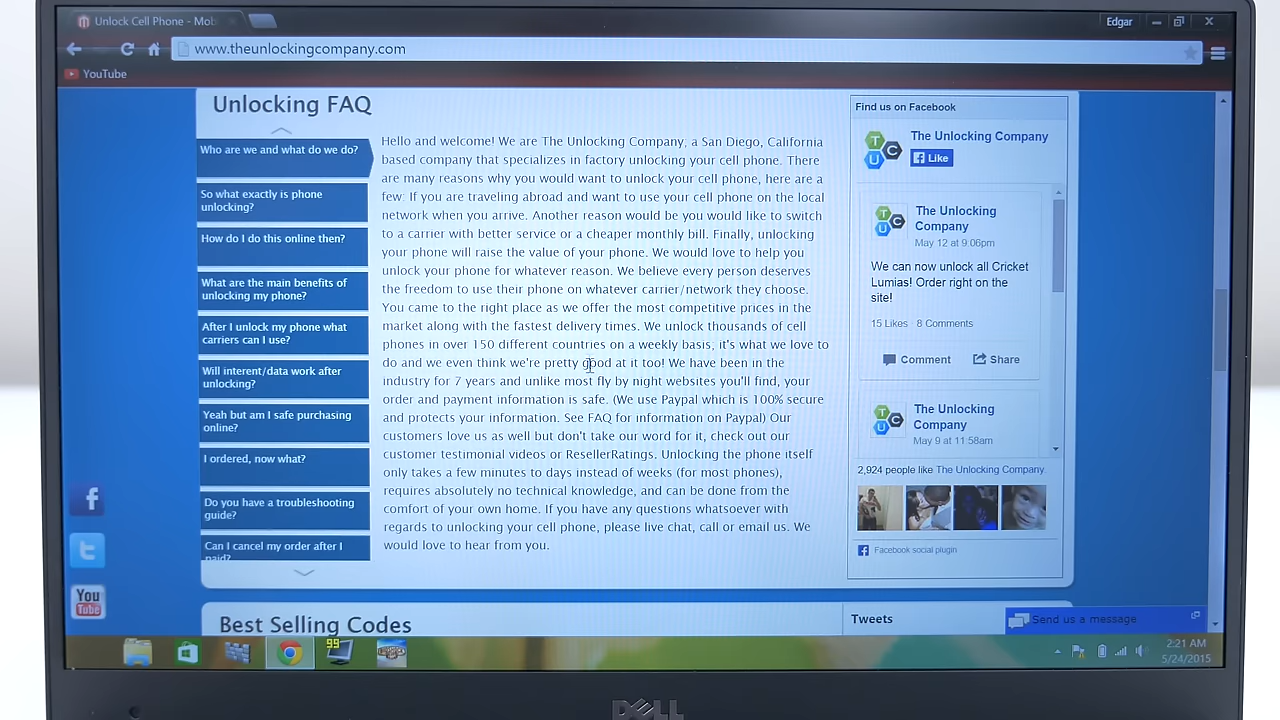 Unlock Cell Phone - Mob
Edgar
www.theunlockingcompany.com
YouTube
Unlocking FAQ
Who are we and what do we do?
So what exactly is phone
unlocking?
How do I do this online then?
What are the main benefits of
unlocking my phone?
After I unlock my phone what
carriers can I use?
Will interent/data work after
unlocking?
Yeah but am I safe purchasing
online?
I ordered, now what?
Do you have a troubleshooting
guide?
Can I cancel my order after I
paid?
Hello and welcome! We are The Unlocking Company, a San Diego, California
based company that specializes in factory unlocking your cell phone. There
are many reasons why you would want to unlock your cell phone, here are a
few: If you are traveling abroad and want to use your cell phone on the local
network when you arrive. Another reason would be you would like to switch
to a carrier with better service or a cheaper monthly bill. Finally, unlocking
your phone will raise the value of your phone. We would love to help you
unlock your phone for whatever reason. We believe every person deserves
the freedom to use their phone on whatever carrier/network they choose.
You came to the right place as we offer the most competitive prices in the
market along with the fastest delivery times. We unlock thousands of cell
phones in over 150 different countries on a weekly basis, it's what we love to
do and we even think we're pretty good at it too! We have been in the
industry for 7 years and unlike most fly by night websites you'll find, your
order and payment information is safe. (We use Paypal which is 100% secure
and protects your information. See FAQ for information on Paypal) Our
customers love us as well but don't take our word for it, check out our
customer testimonial videos or ResellerRatings. Unlocking the phone itself
only takes a few minutes to days instead of weeks (for most phones),
requires absolutely no technical knowledge, and can be done from the
comfort of your own home. If you have any questions whatsoever with
regards to unlocking your cell phone, please live chat, call or email us. We
would love to hear from you.
Find us on Facebook
TUC
The Unlocking Company
Like
TUC
The Unlocking
Company
May 12 at 9:06pm
We can now unlock all Cricket
Lumias! Order right on the
site!
15 Likes · 8 Comments
Comment Share
TUC
The Unlocking
Company
May 9 at 11:58am
2,924 people like The Unlocking Company.
Facebook social plugin
You
Tube
Best Selling Codes
Tweets
Send us a message
99
2:21 AM
5/24/2015
DELL